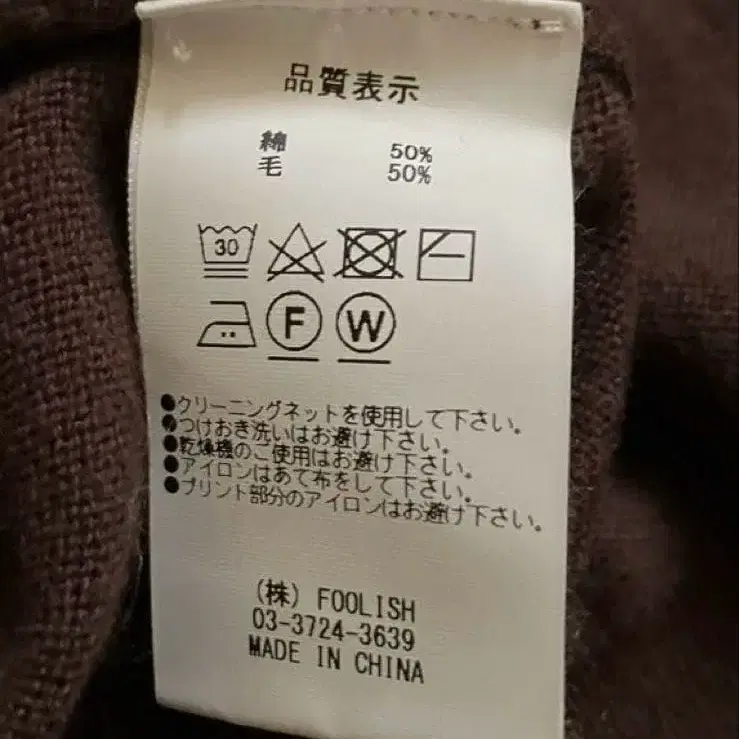 品質表示
綿 50%
毛 50%
30
F W
●クリーニングネットを使用して下さい。
●つけおき洗いはお避け下さい。
●乾燥機のご使用はお避け下さい。
●アイロンはあて布をして下さい。
●プリント部分のアイロンはお避け下さい。
(株) FOOLISH
03-3724-3639
MADE IN CHINA